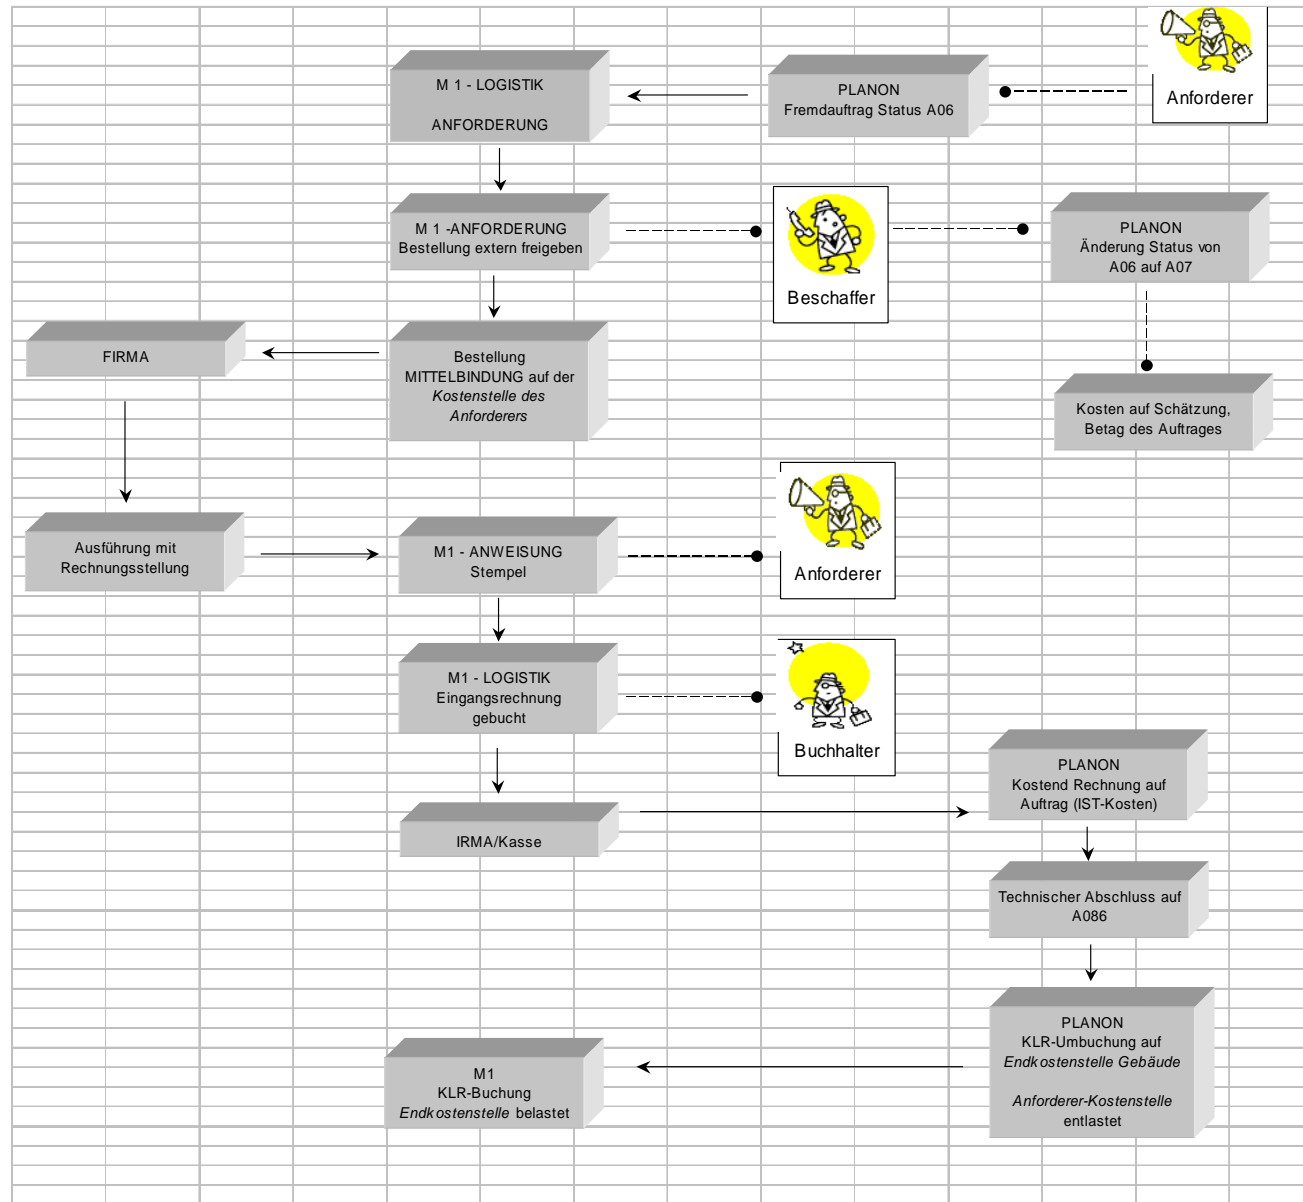 M 1 - LOGISTIK
ANFORDERUNG
PLANON
Fremdauftrag Status A06
Anforderer
M 1 -ANFORDERUNG
Bestellung extern freigeben
Beschaffer
PLANON
Änderung Status von
A06 auf A07
FIRMA
Bestellung
MITTELBINDUNG auf der
Kostenstelle des
Anforderers
Kosten auf Schätzung,
Betag des Auftrages
Ausführung mit
Rechnungsstellung
M1 - ANWEISUNG
Stempel
Anforderer
M1 - LOGISTIK
Eingangsrechnung
gebucht
Buchhalter
IRMA/Kasse
PLANON
Kostend Rechnung auf
Auftrag (IST-Kosten)
Technischer Abschluss auf
A086
PLANON
KLR-Umbuchung auf
Endkostenstelle Gebäude
Anforderer-Kostenstelle
entlastet
M1
KLR-Buchung
Endkostenstelle belastet